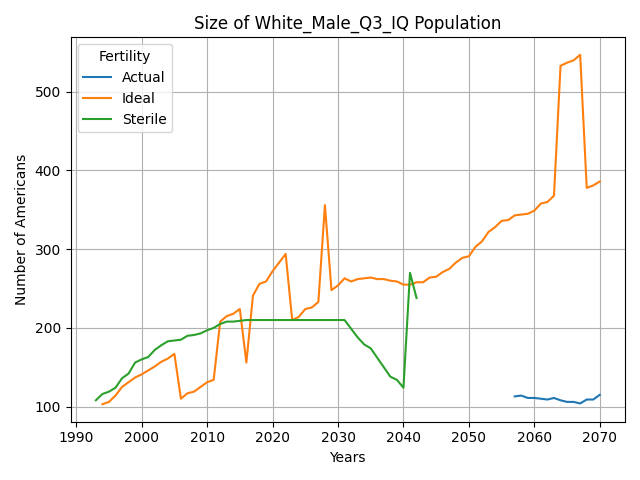 Size of White_Male_Q3_IQ Population
Fertility
Actual
Ideal
Sterile
Number of Americans
500
400
300
200
100
1990 2000 2010 2020 2030 2040 2050 2060 2070
Years